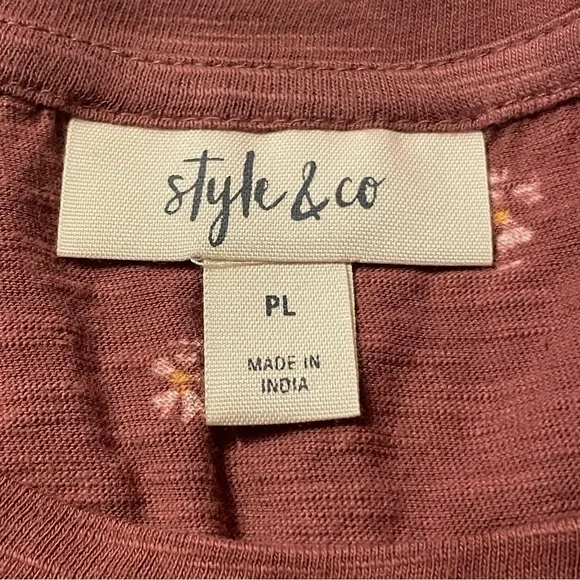 style & co
PL
MADE IN
INDIA